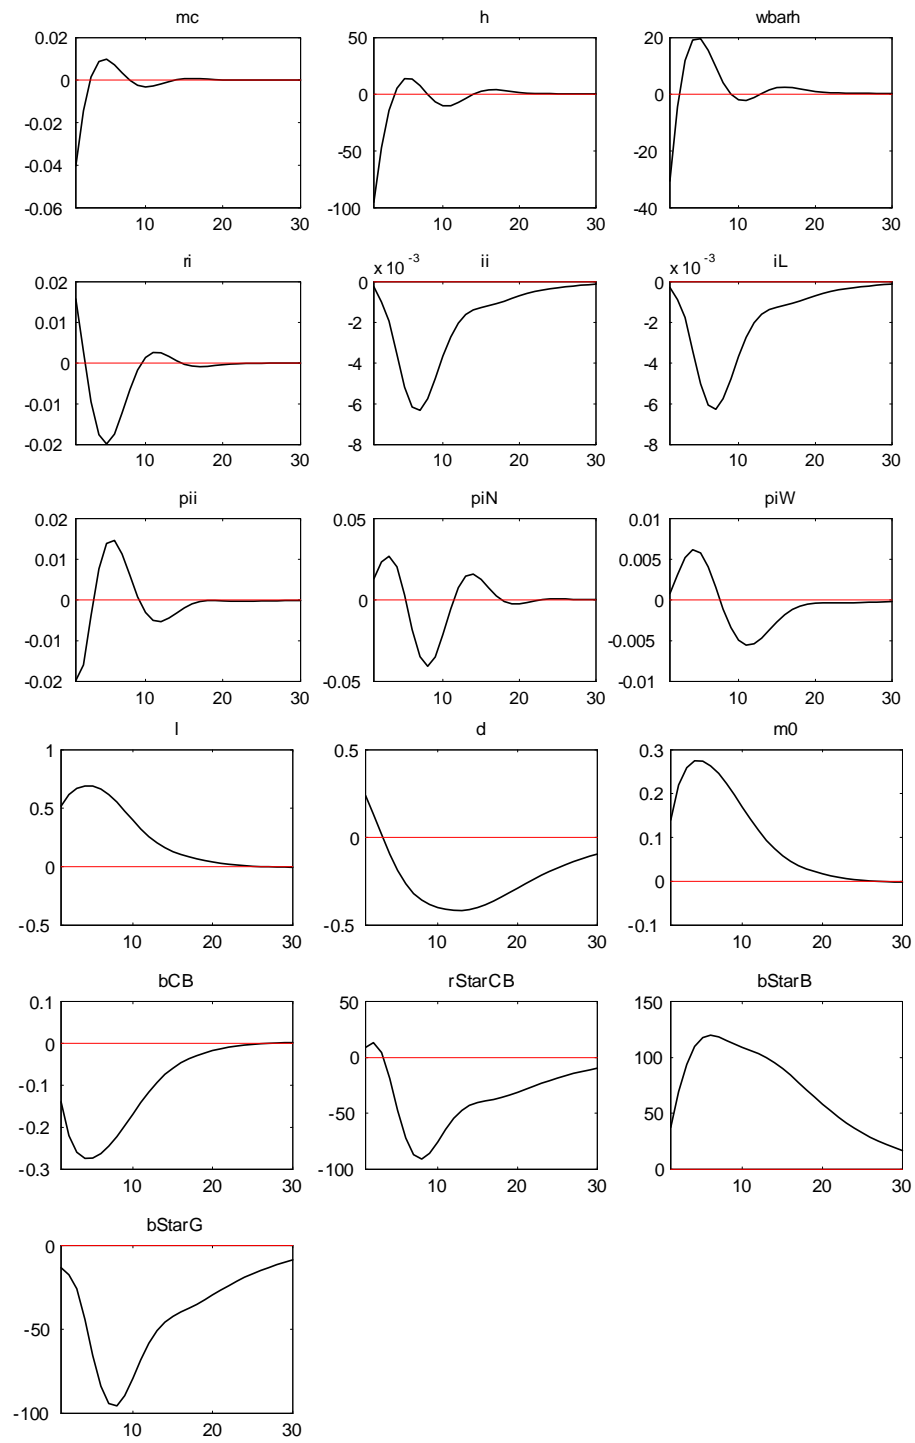 mc h wbarh
0.02 50 20
0 0 0
-0.02
-0.04 -50 -20
-0.06 -100 -40
10 20 30 10 20 30 10 20 30
ri ii iL
x 10 -3 x 10 -3
0.02 0 0
0.01 -2 -2
0 -4 -4
-0.01 -6 -6
-0.02 -8 -8
10 20 30 10 20 30 10 20 30
pii piN piW
0.02 0.05 0.01
0.01 0.005
0 0 0
-0.01 -0.005
-0.02 -0.05 -0.01
10 20 30 10 20 30 10 20 30
l d m0
1 0.5 0.3
0.5 0.2
0 0 0.1
0
-0.5 -0.5 -0.1
10 20 30 10 20 30 10 20 30
bCB rStarCB bStarB
0.1 50 150
0 0 100
-0.1
-0.2 -50 50
-0.3 -100 0
10 20 30 10 20 30 10 20 30
bStarG
0
-50
-100
10 20 30